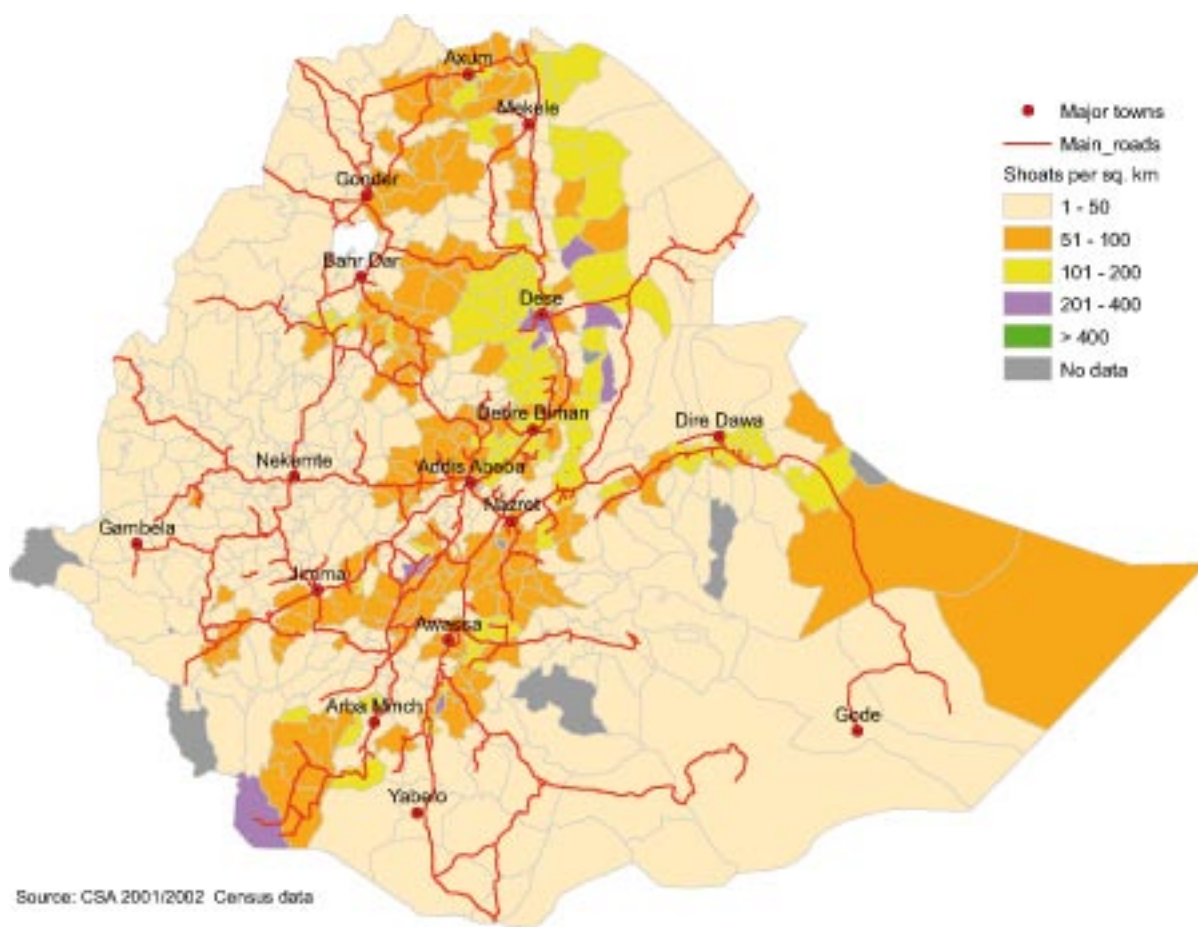 Axum
Mekele
Gonder
Bahr Dar
Dese
Debre Birhan
Dire Dawa
Nekemte
Addis Ababa
Nazret
Gambela
Jimma
Awassa
Arba Minch
Gode
Yabelo
Major towns
Main_roads
Shoats per sq. km
1 - 50
51 - 100
101 - 200
201 - 400
> 400
No data
Source: CSA 2001/2002 Census data